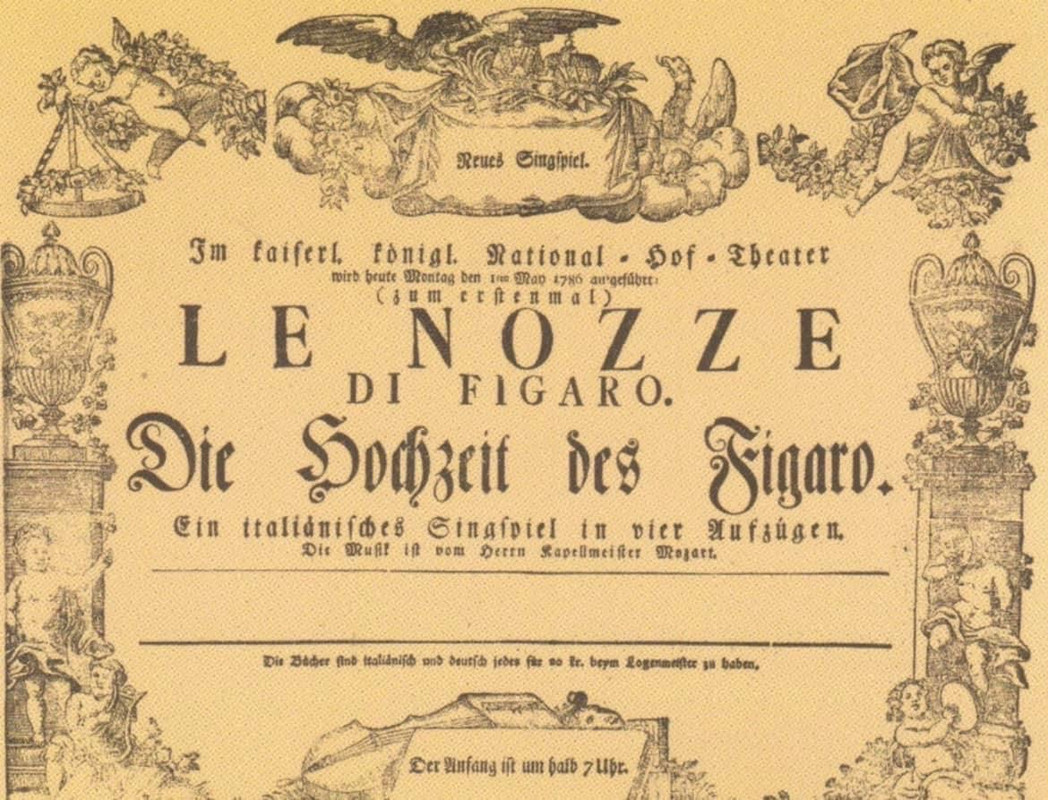 Neues Singspiel.
Im kaiserl. königl. National-Hof-Theater
wird heute Montag den 1ten May 1786 aufgeführt:
(zum erstenmal)
LE NOZZE
DI FIGARO.
Die Hochzeit des Figaro.
Ein italiänisches Singspiel in vier Aufzügen.
Die Musik ist vom Herrn Kapellmeister Mozart.
Die Bücher sind italiänisch und deutsch jedes für 20 kr. beym Logenmeister zu haben.
Der Anfang ist um halb 7 Uhr.